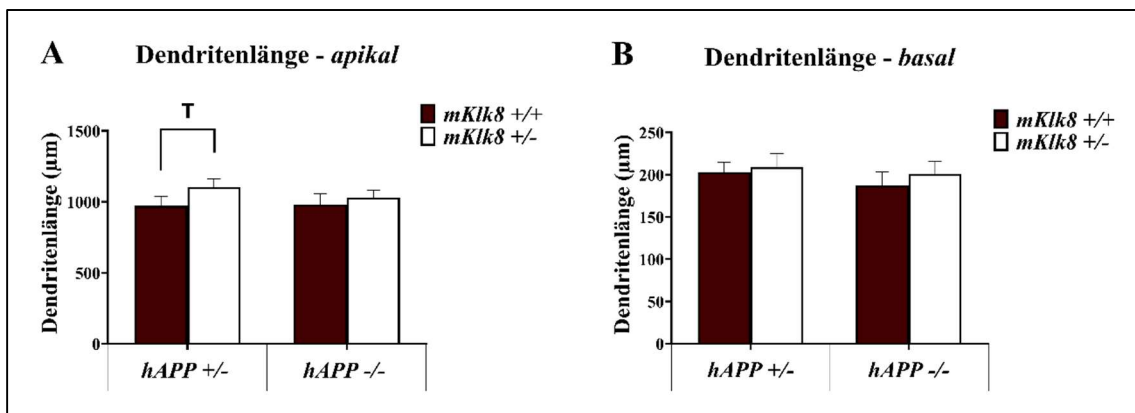 A
Dendritenlänge - apikal
mKlk8 +/+
mKlk8 +/-
T
Dendritenlänge (µm)
1500
1000
500
0
hAPP +/-
hAPP -/-
B
Dendritenlänge - basal
mKlk8 +/+
mKlk8 +/-
Dendritenlänge (µm)
250
200
150
100
50
0
hAPP +/-
hAPP -/-